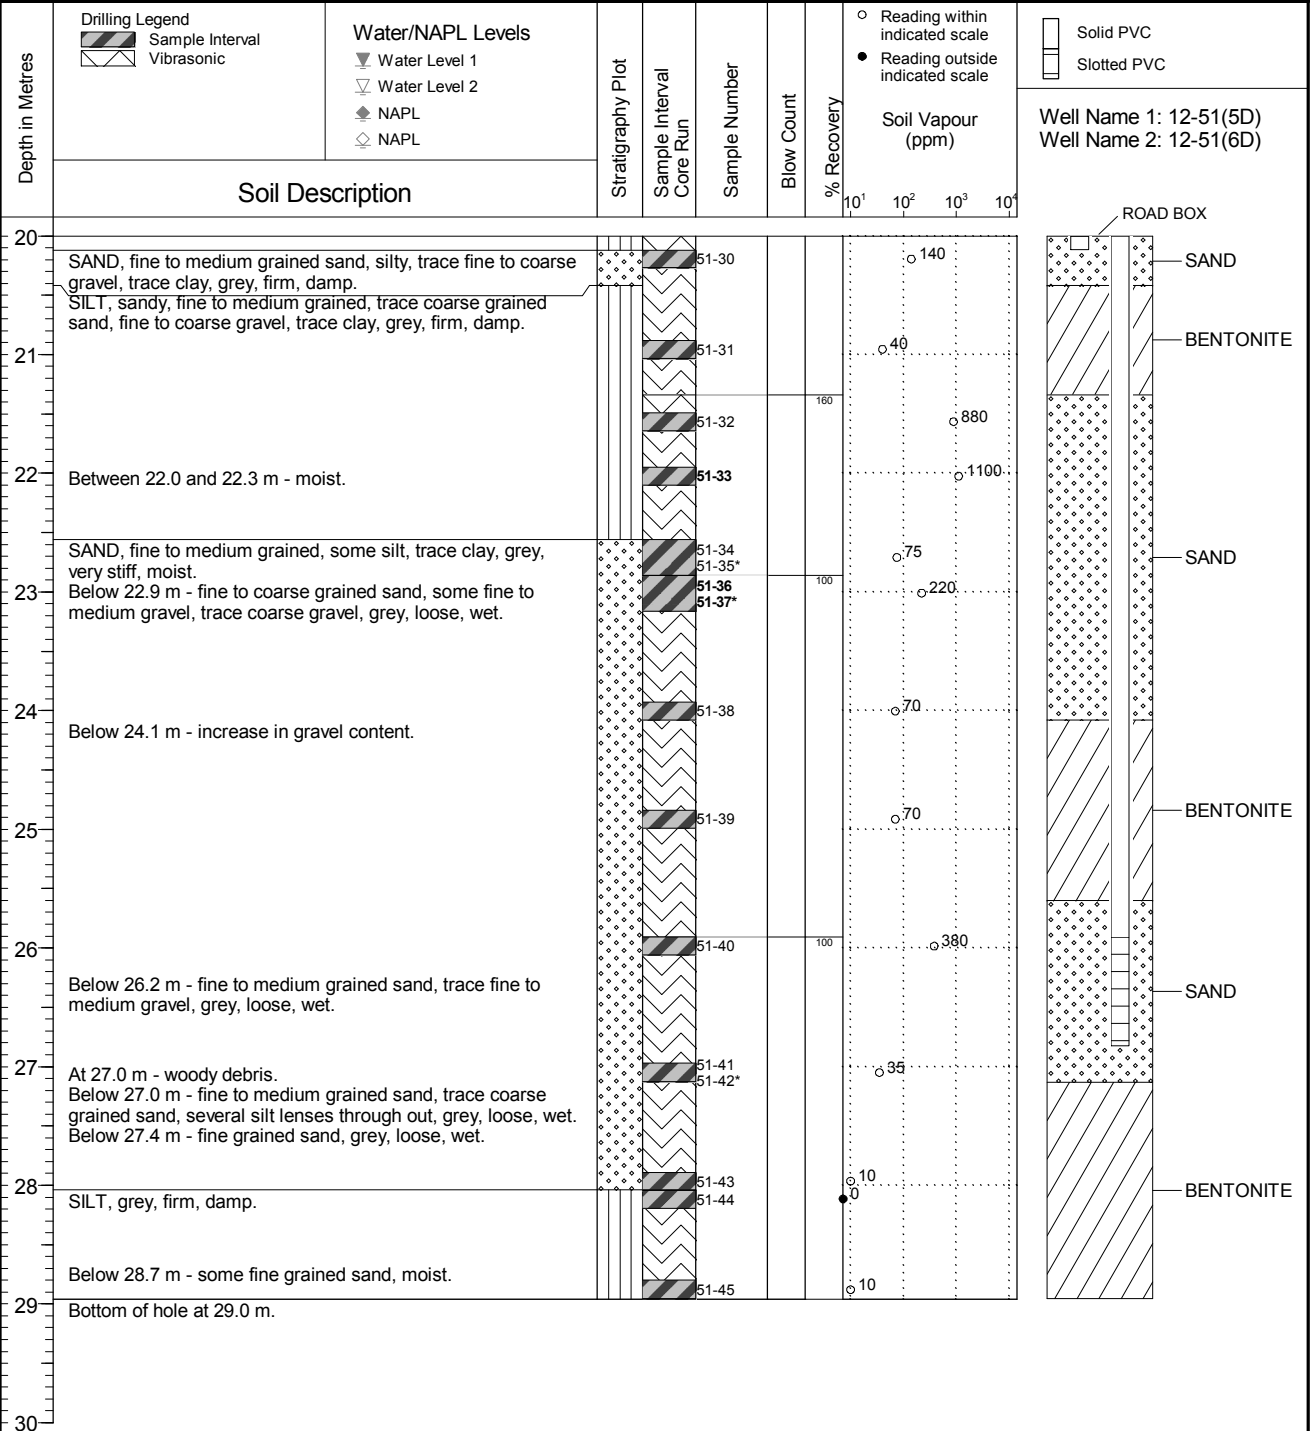 Drilling Legend
Sample Interval
Vibrasonic
Water/NAPL Levels
Water Level 1
Water Level 2
NAPL
NAPL
Depth in Metres
Soil Description
Stratigraphy Plot
Sample Interval
Core Run
Sample Number
Blow Count
% Recovery
Reading within
indicated scale
Reading outside
indicated scale
Soil Vapour
(ppm)
10¹ 10² 10³ 10⁴
Solid PVC
Slotted PVC
Well Name 1: 12-51(5D)
Well Name 2: 12-51(6D)
ROAD BOX
20
SAND, fine to medium grained sand, silty, trace fine to coarse
gravel, trace clay, grey, firm, damp.
51-30
140
SAND
SILT, sandy, fine to medium grained, trace coarse grained
sand, fine to coarse gravel, trace clay, grey, firm, damp.
21
51-31
40
BENTONITE
160
51-32
880
22
Between 22.0 and 22.3 m - moist.
51-33
1100
SAND, fine to medium grained, some silt, trace clay, grey,
very stiff, moist.
51-34
51-35*
75
SAND
100
23
Below 22.9 m - fine to coarse grained sand, some fine to
medium gravel, trace coarse gravel, grey, loose, wet.
51-36
51-37*
220
24
51-38
70
Below 24.1 m - increase in gravel content.
25
51-39
70
BENTONITE
26
51-40
100
380
Below 26.2 m - fine to medium grained sand, trace fine to
medium gravel, grey, loose, wet.
SAND
27
At 27.0 m - woody debris.
51-41
51-42*
35
Below 27.0 m - fine to medium grained sand, trace coarse
grained sand, several silt lenses through out, grey, loose, wet.
Below 27.4 m - fine grained sand, grey, loose, wet.
28
51-43
10
SILT, grey, firm, damp.
51-44
0
BENTONITE
Below 28.7 m - some fine grained sand, moist.
51-45
10
29
Bottom of hole at 29.0 m.
30